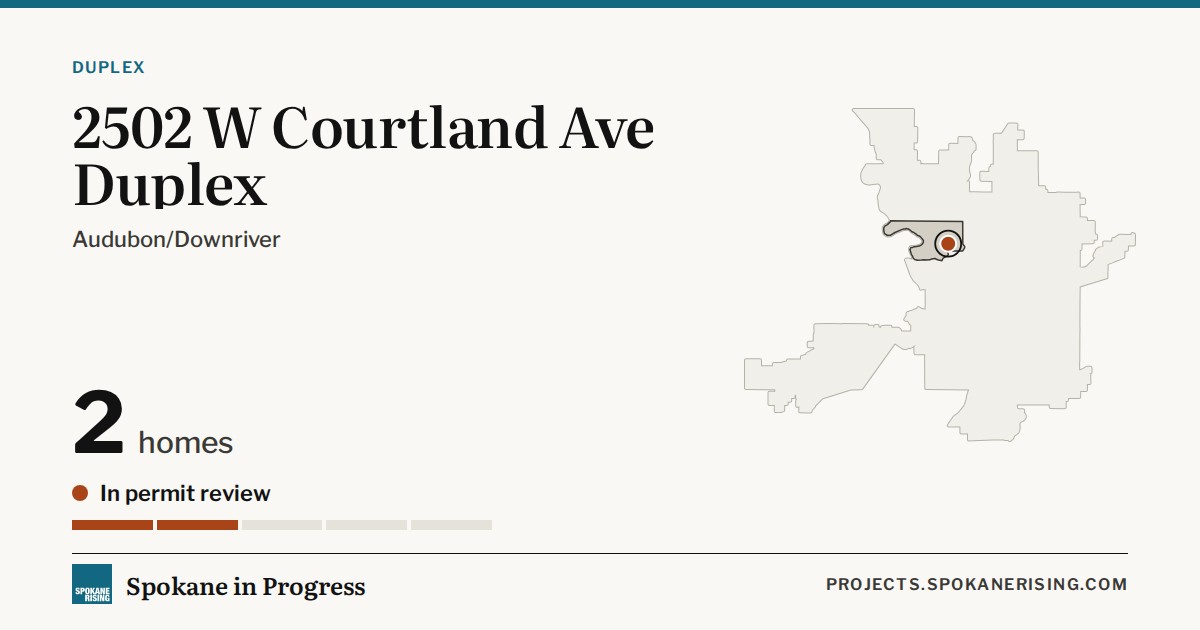 DUPLEX
2502 W Courtland Ave
Duplex
Audubon/Downriver
2 homes
In permit review
SPOKANE
RISING
Spokane in Progress
PROJECTS.SPOKANERISING.COM